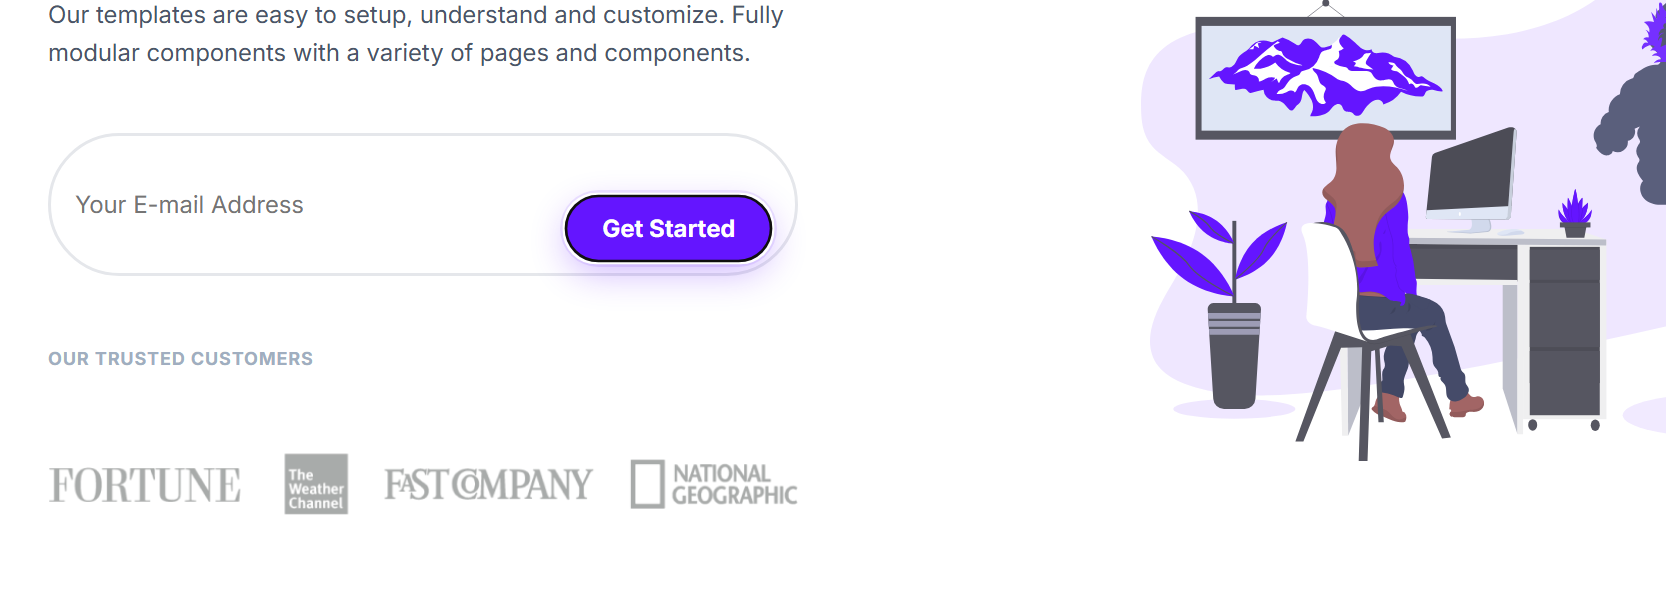 Our templates are easy to setup, understand and customize. Fully
modular components with a variety of pages and components.
Your E-mail Address
Get Started
OUR TRUSTED CUSTOMERS
FORTUNE
The
Weather
Channel
FAST COMPANY
NATIONAL
GEOGRAPHIC